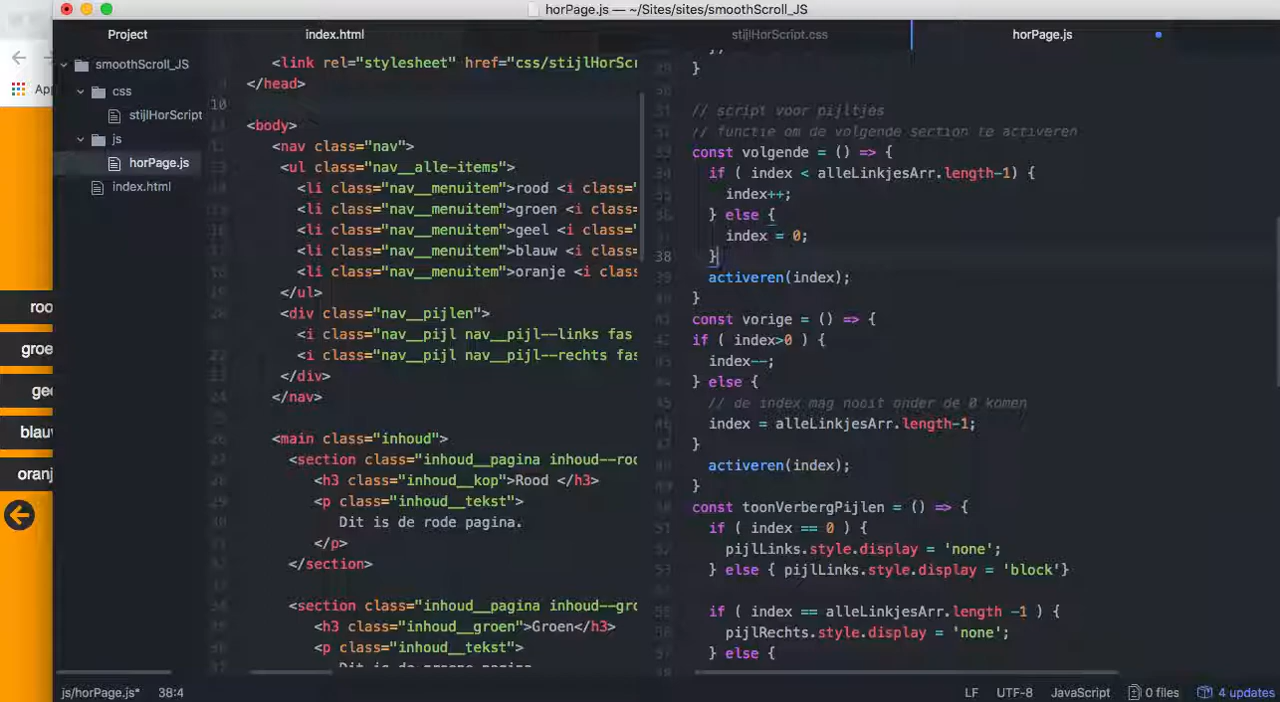 horPage.js — ~/Sites/sites/smoothScroll_JS
Project
index.html
stijlHorScript.css
horPage.js
smoothScroll_JS
css
stijlHorScript
js
horPage.js
index.html
App
roo
groe
gee
blauw
oranj
<link rel="stylesheet" href="css/stijlHorScr
</head>
10
<body>
<nav class="nav">
<ul class="nav__alle-items">
<li class="nav__menuitem">rood <i class=
<li class="nav__menuitem">groen <i class=
<li class="nav__menuitem">geel <i class=
<li class="nav__menuitem">blauw <i class=
<li class="nav__menuitem">oranje <i class=
</ul>
<div class="nav__pijlen">
<i class="nav__pijl nav__pijl--links fas
<i class="nav__pijl nav__pijl--rechts fas
</div>
</nav>
<main class="inhoud">
<section class="inhoud__pagina inhoud--roo
<h3 class="inhoud__kop">Rood </h3>
<p class="inhoud__tekst">
Dit is de rode pagina.
</p>
</section>
<section class="inhoud__pagina inhoud--gro
<h3 class="inhoud__groen">Groen</h3>
<p class="inhoud__tekst">
}
// script voor pijltjes
// functie om de volgende section te activeren
const volgende = () => {
if ( index < alleLinkjesArr.length-1) {
index++;
} else {
index = 0;
38 }
activeren(index);
}
const vorige = () => {
if ( index>0 ) {
index--;
} else {
// de index mag nooit onder de 0 komen
index = alleLinkjesArr.length-1;
}
activeren(index);
}
const toonVerbergPijlen = () => {
if ( index == 0 ) {
pijlLinks.style.display = 'none';
} else { pijlLinks.style.display = 'block'}
if ( index == alleLinkjesArr.length -1 ) {
pijlRechts.style.display = 'none';
} else {
js/horPage.js* 38:4
LF UTF-8 JavaScript 0 files 4 updates